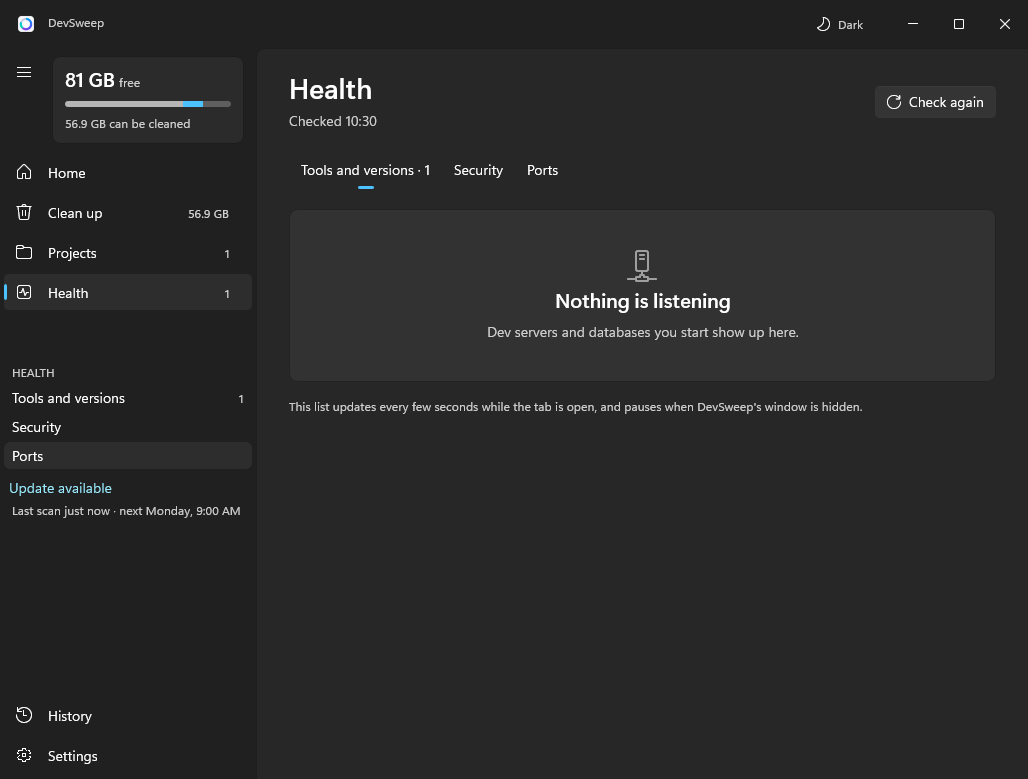 DevSweep
Dark
81 GB free
56.9 GB can be cleaned
Home
Clean up 56.9 GB
Projects 1
Health 1
HEALTH
Tools and versions 1
Security
Ports
Update available
Last scan just now · next Monday, 9:00 AM
History
Settings
Health
Checked 10:30
Check again
Tools and versions · 1 Security Ports
Nothing is listening
Dev servers and databases you start show up here.
This list updates every few seconds while the tab is open, and pauses when DevSweep's window is hidden.